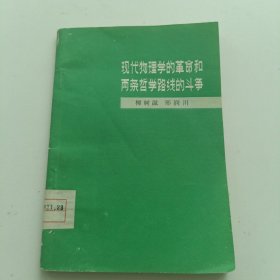 现代物理学的革命和
两条哲学路线的斗争
柳树滋 邢润川